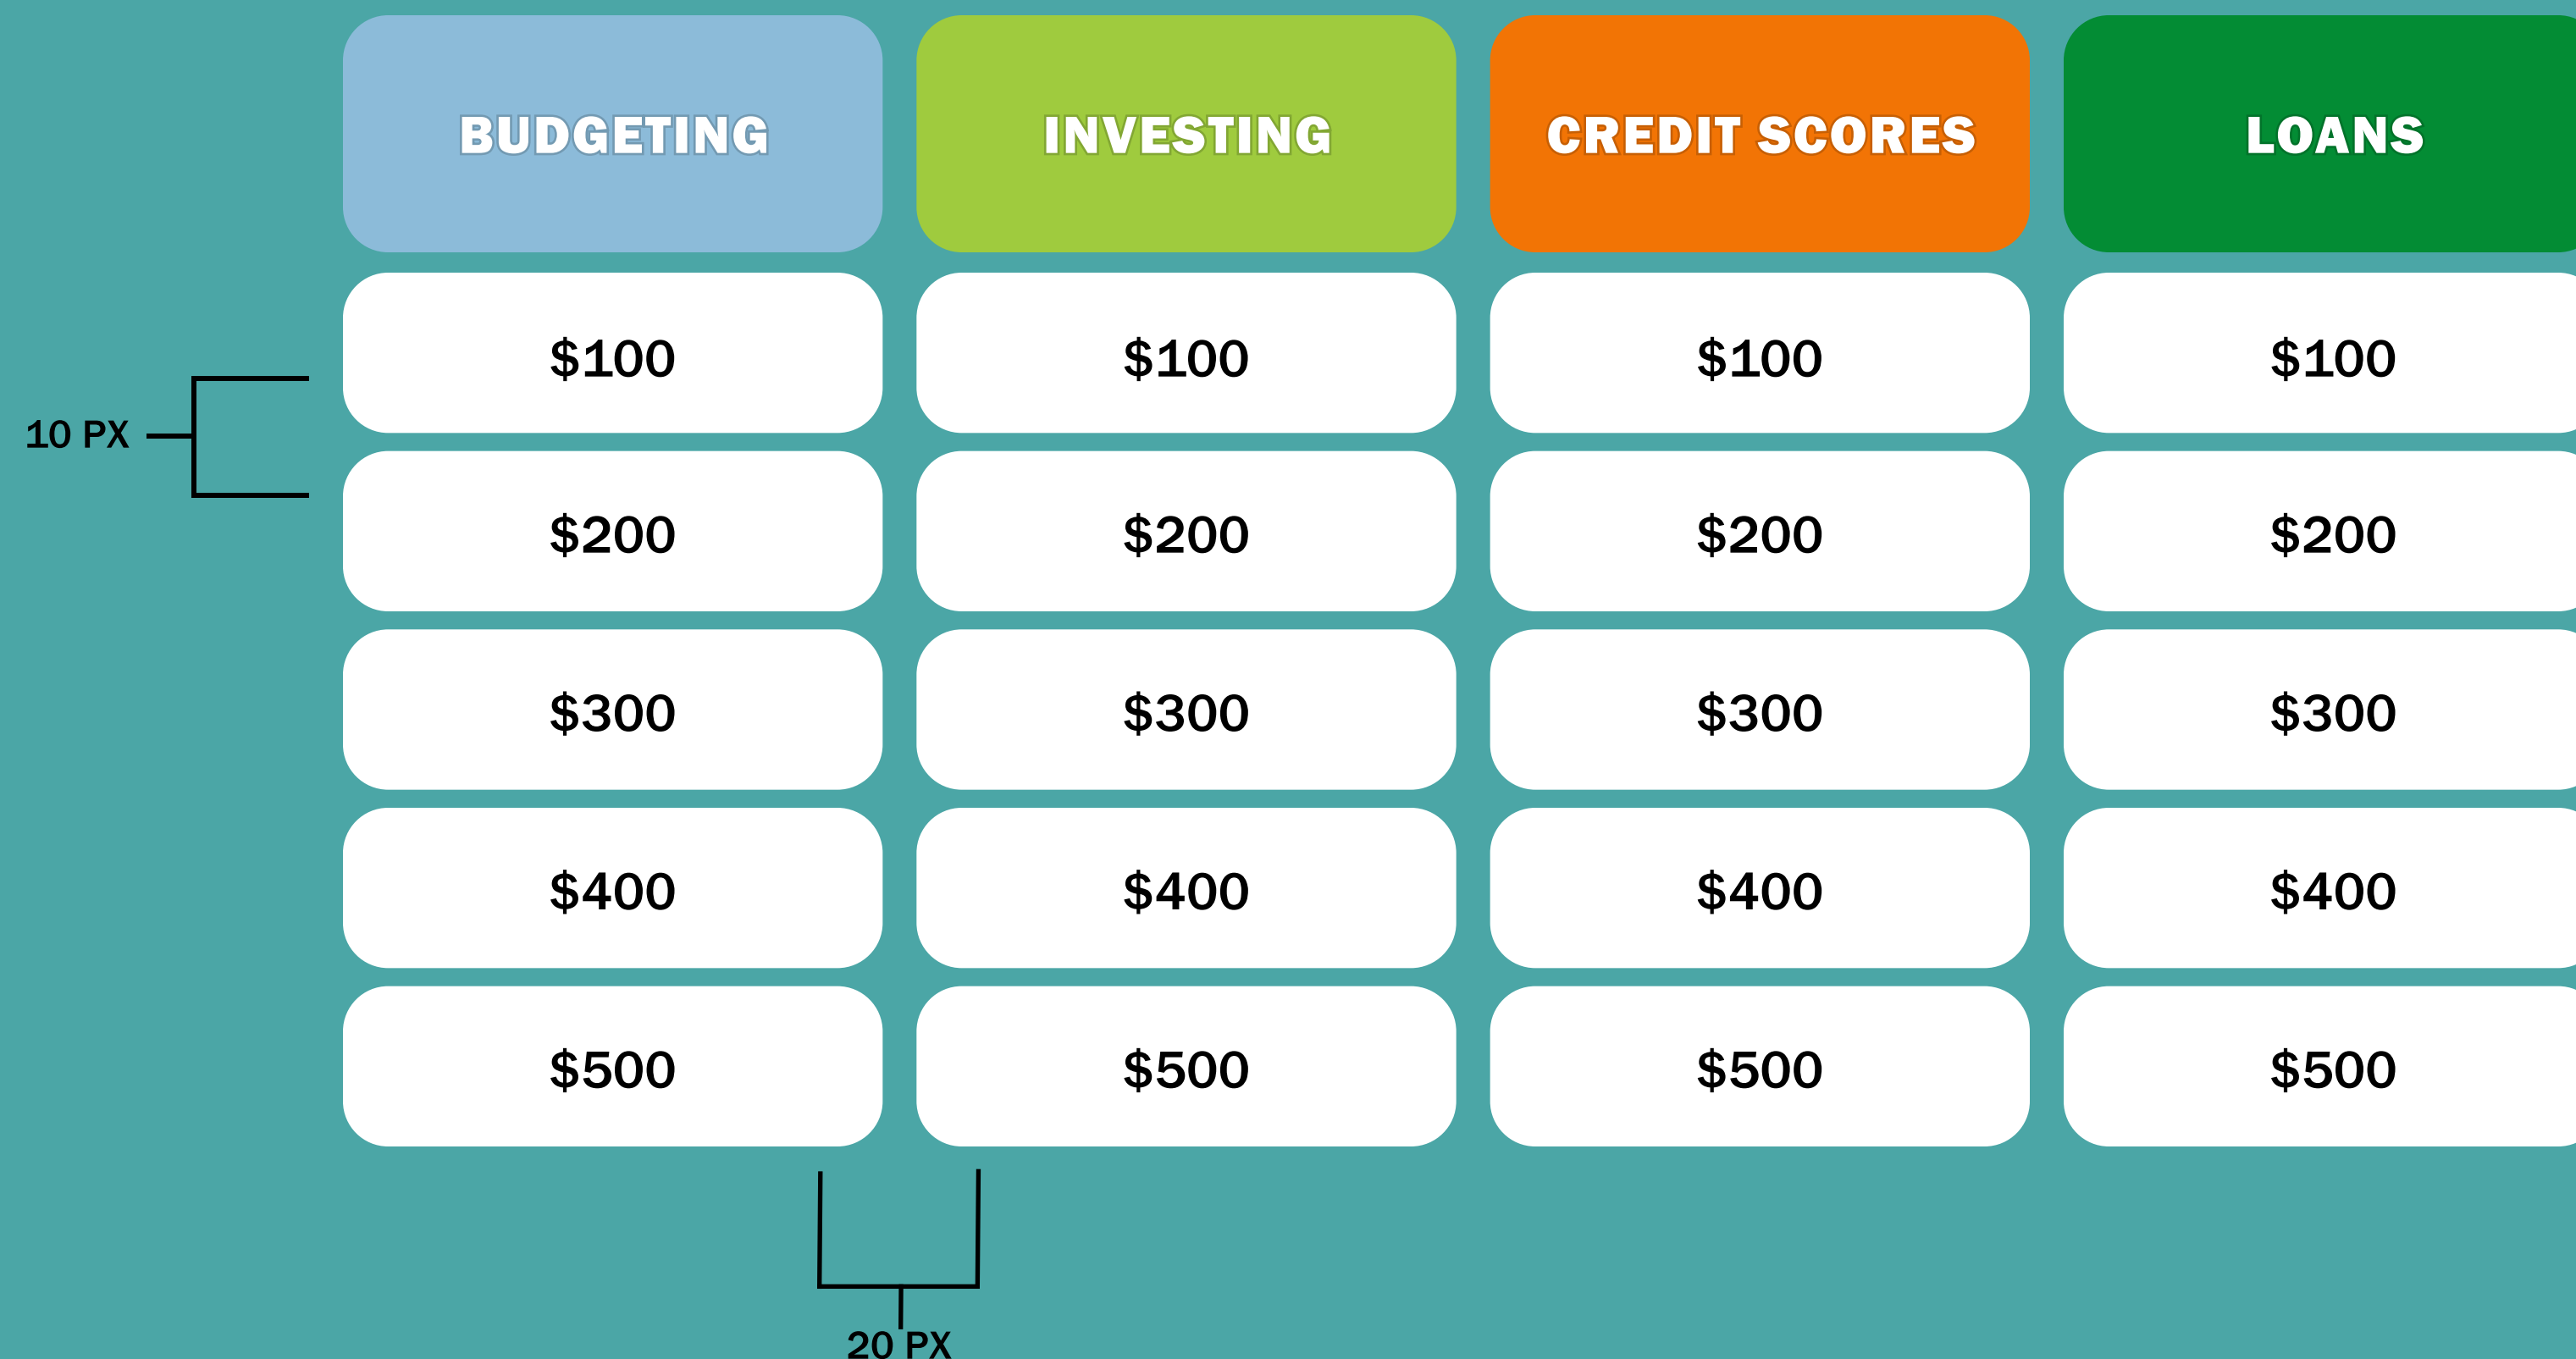 BUDGETING INVESTING CREDIT SCORES LOANS
$100 $100 $100 $100
10 PX
$200 $200 $200 $200
$300 $300 $300 $300
$400 $400 $400 $400
$500 $500 $500 $500
20 PX